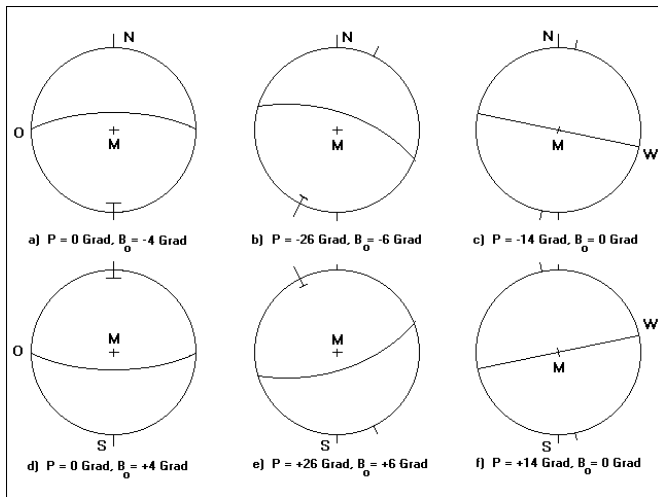 N
O
M
a) P = 0 Grad, Bo = -4 Grad
N
M
b) P = -26 Grad, Bo = -6 Grad
N
M
W
c) P = -14 Grad, Bo = 0 Grad
O
M
S
d) P = 0 Grad, Bo = +4 Grad
M
S
e) P = +26 Grad, Bo = +6 Grad
W
M
S
f) P = +14 Grad, Bo = 0 Grad